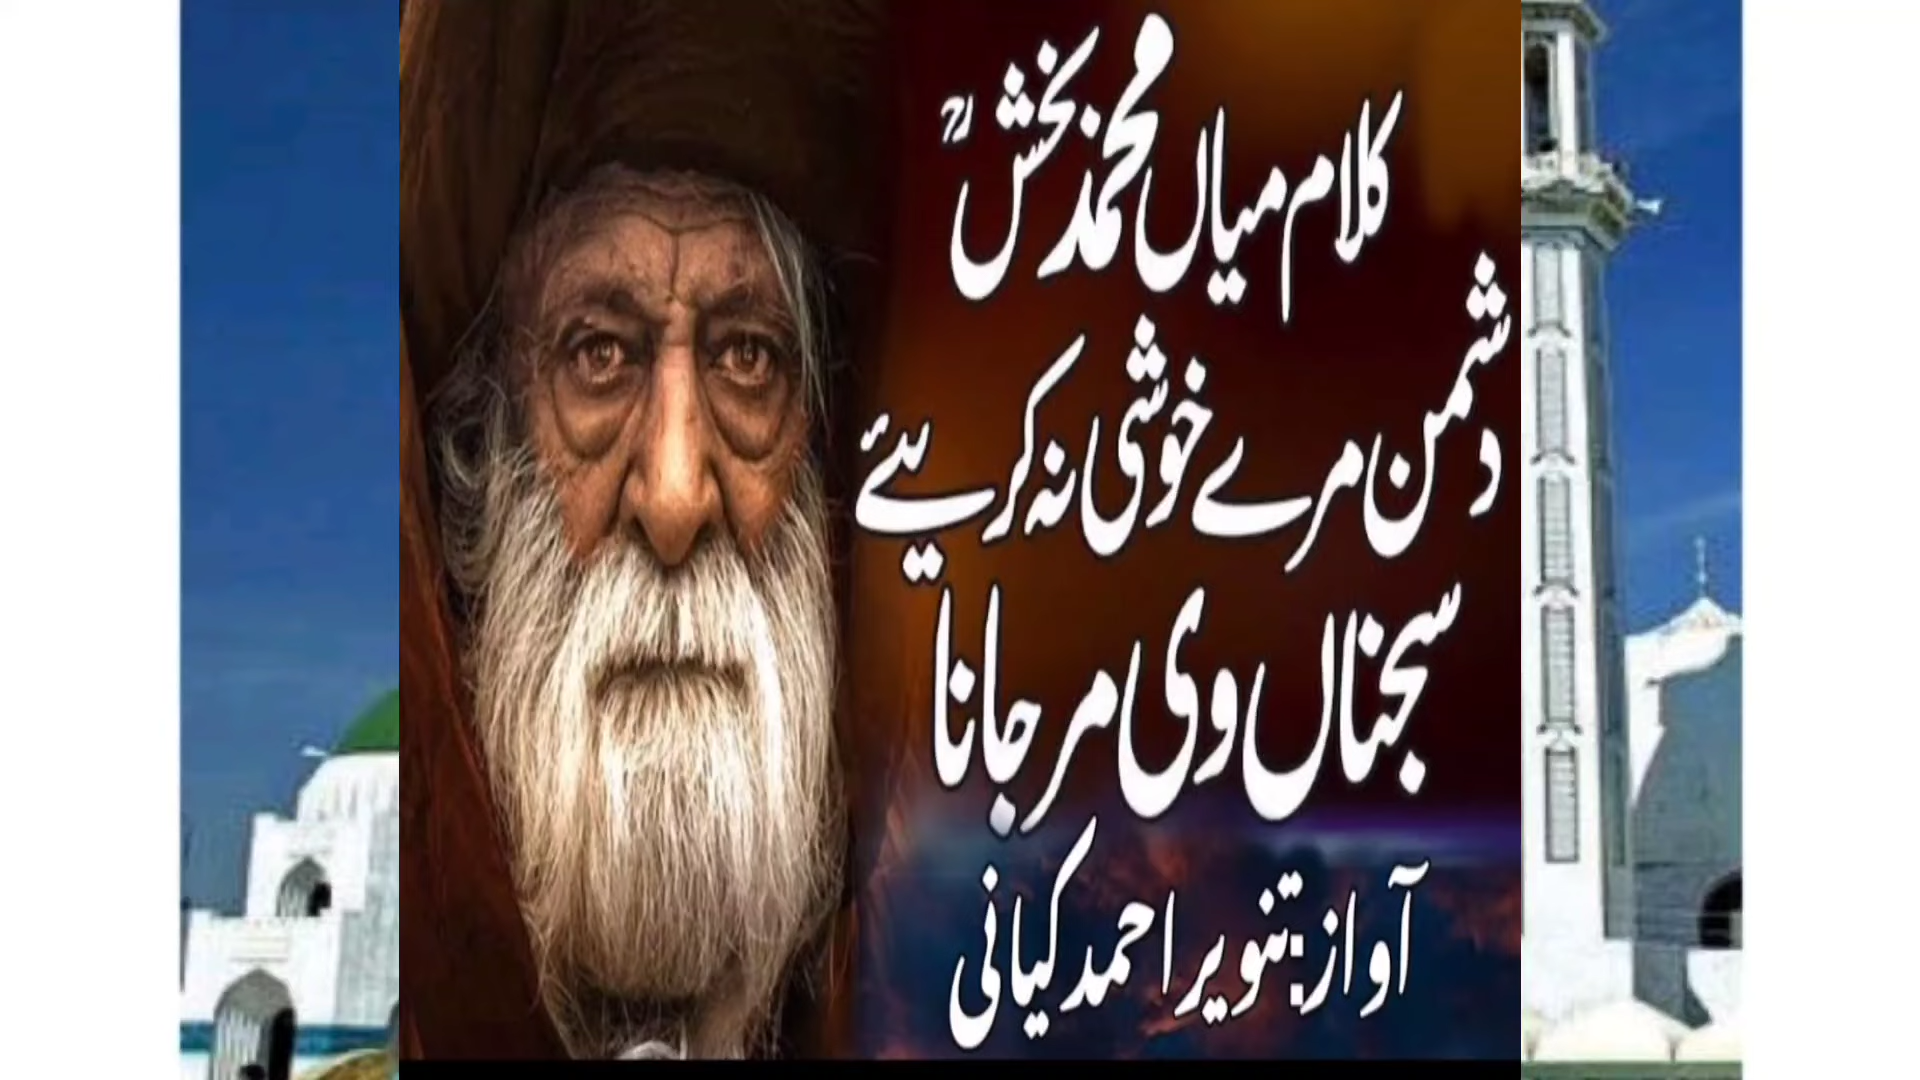 کلام میاں محمد بخشؒ
دشمن مرے خوشی نہ کریئے
سجناں وی مر جانا
آواز: تنویر احمد کیانی